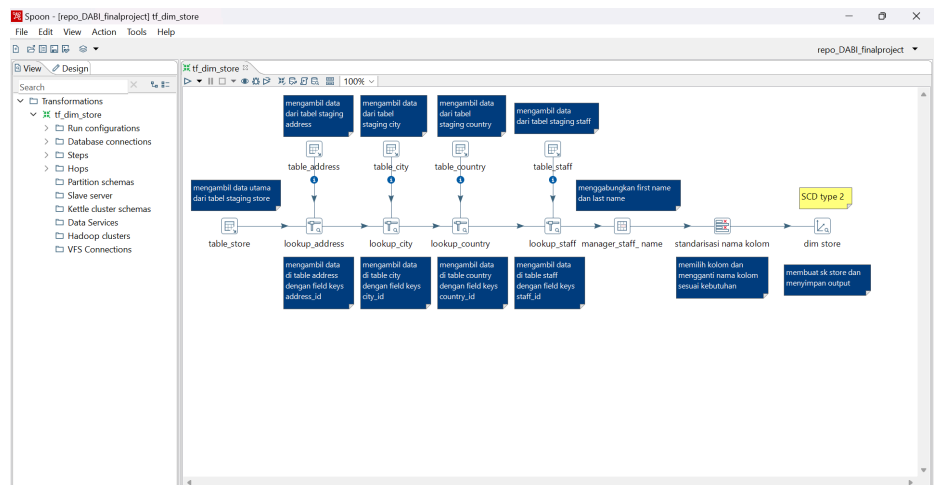 Spoon - [repo_DABI_finalproject] tf_dim_store
File Edit View Action Tools Help
repo_DABI_finalproject
View
Design
Search
Transformations
tf_dim_store
Run configurations
Database connections
Steps
Hops
Partition schemas
Slave server
Kettle cluster schemas
Data Services
Hadoop clusters
VFS Connections
tf_dim_store
100%
mengambil data
dari tabel staging
address
mengambil data
dari tabel
staging city
mengambil data
dari tabel
staging country
mengambil data
dari tabel staging staff
table_address
table_city
table_country
table_staff
mengambil data utama
dari tabel staging store
menggabungkan first name
dan last name
SCD type 2
table_store
lookup_address
lookup_city
lookup_country
lookup_staff
manager_staff_ name
standarisasi nama kolom
dim store
mengambil data
di table address
dengan field keys
address_id
mengambil data
di table city
dengan field keys
city_id
mengambil data
di table country
dengan field keys
country_id
mengambil data
di table staff
dengan field keys
staff_id
memilih kolom dan
mengganti nama kolom
sesuai kebutuhan
membuat sk store dan
menyimpan output